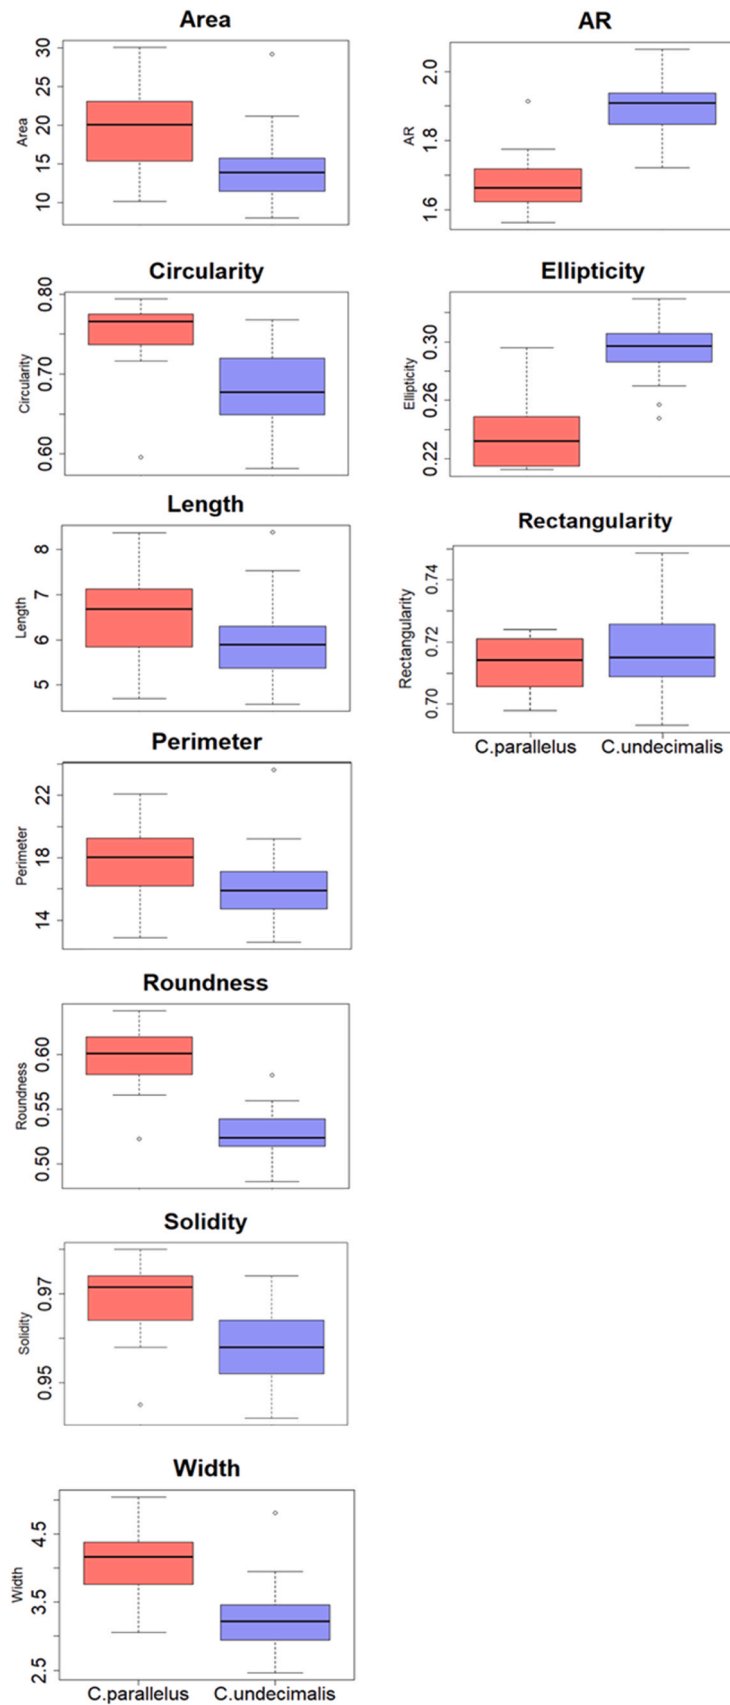 Area
30
25
20
15
10
Area
Circularity
0.80
0.70
0.60
Circularity
Length
8
7
6
5
Length
Perimeter
22
18
14
Perimeter
Roundness
0.60
0.55
0.50
Roundness
Solidity
0.97
0.95
Solidity
Width
4.5
3.5
2.5
Width
C.parallelus C.undecimalis
AR
2.0
1.8
1.6
AR
Ellipticity
0.30
0.26
0.22
Ellipticity
Rectangularity
0.74
0.72
0.70
Rectangularity
C.parallelus C.undecimalis